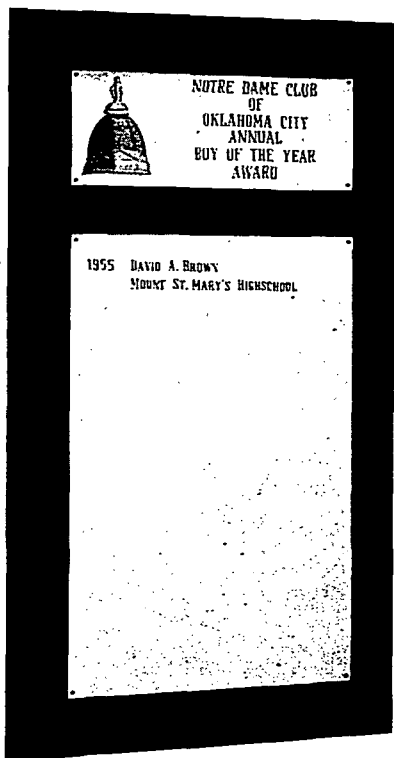 NOTRE DAME CLUB
OF
OKLAHOMA CITY
ANNUAL
BOY OF THE YEAR
AWARD
1955 DAVID A. BROWN
MOUNT ST. MARY'S HIGHSCHOOL